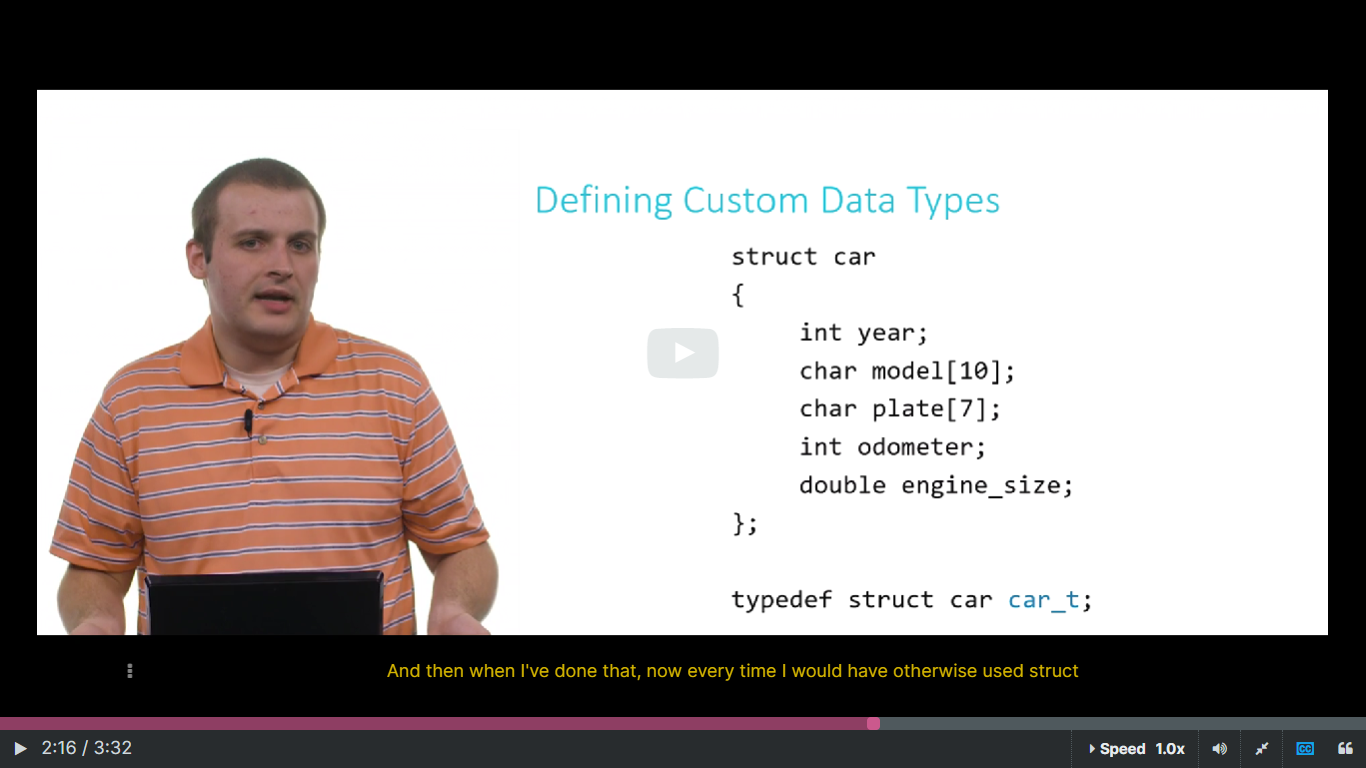 Defining Custom Data Types
struct car
{
int year;
char model[10];
char plate[7];
int odometer;
double engine_size;
};
typedef struct car car_t;
And then when I've done that, now every time I would have otherwise used struct
2:16 / 3:32
Speed 1.0x
CC